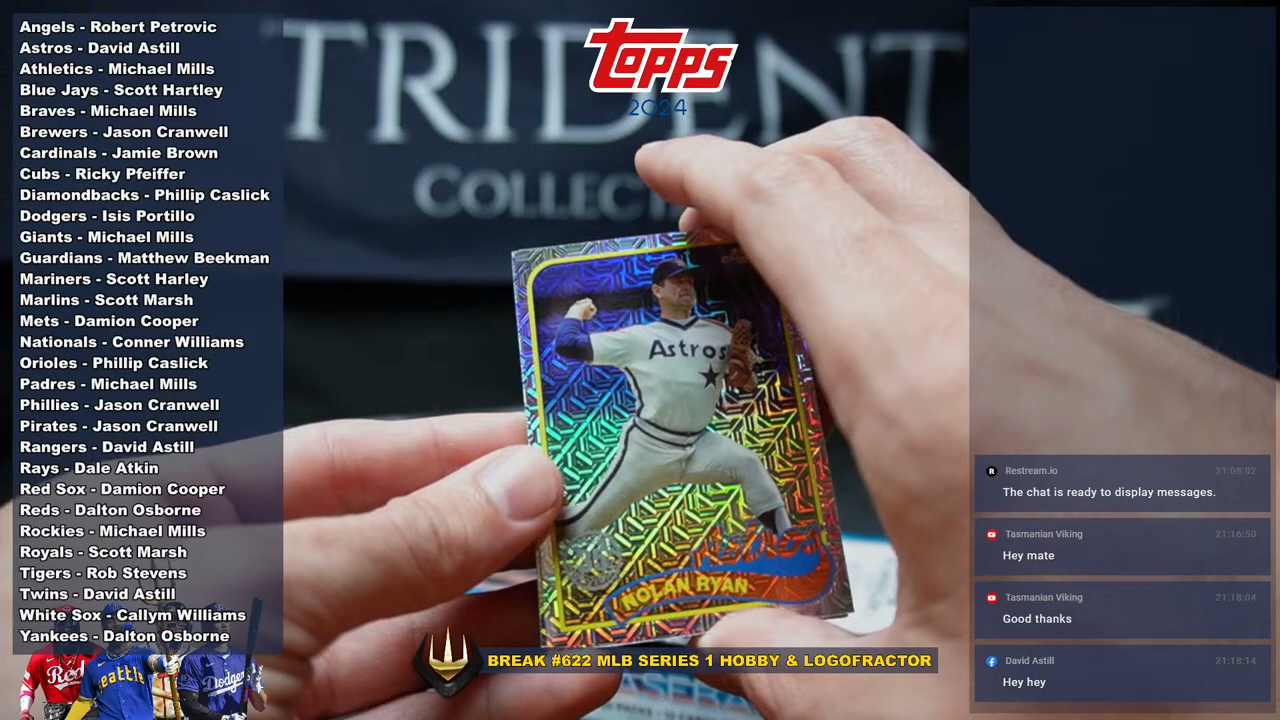 Angels - Robert Petrovic
Astros - David Astill
Athletics - Michael Mills
Blue Jays - Scott Hartley
Braves - Michael Mills
Brewers - Jason Cranwell
Cardinals - Jamie Brown
Cubs - Ricky Pfeiffer
Diamondbacks - Phillip Caslick
Dodgers - Isis Portillo
Giants - Michael Mills
Guardians - Matthew Beekman
Mariners - Scott Harley
Marlins - Scott Marsh
Mets - Damion Cooper
Nationals - Conner Williams
Orioles - Phillip Caslick
Padres - Michael Mills
Phillies - Jason Cranwell
Pirates - Jason Cranwell
Rangers - David Astill
Rays - Dale Atkin
Red Sox - Damion Cooper
Reds - Dalton Osborne
Rockies - Michael Mills
Royals - Scott Marsh
Tigers - Rob Stevens
Twins - David Astill
White Sox - Callym Williams
Yankees - Dalton Osborne
Reds
Seattle
Dodgers
TRIDENT
topps
2024
Astros
NOLAN RYAN
BREAK #622 MLB SERIES 1 HOBBY & LOGOFRACTOR
Restream.io 21:08:02
The chat is ready to display messages.
Tasmanian Viking 21:16:50
Hey mate
Tasmanian Viking 21:18:04
Good thanks
David Astill 21:18:14
Hey hey